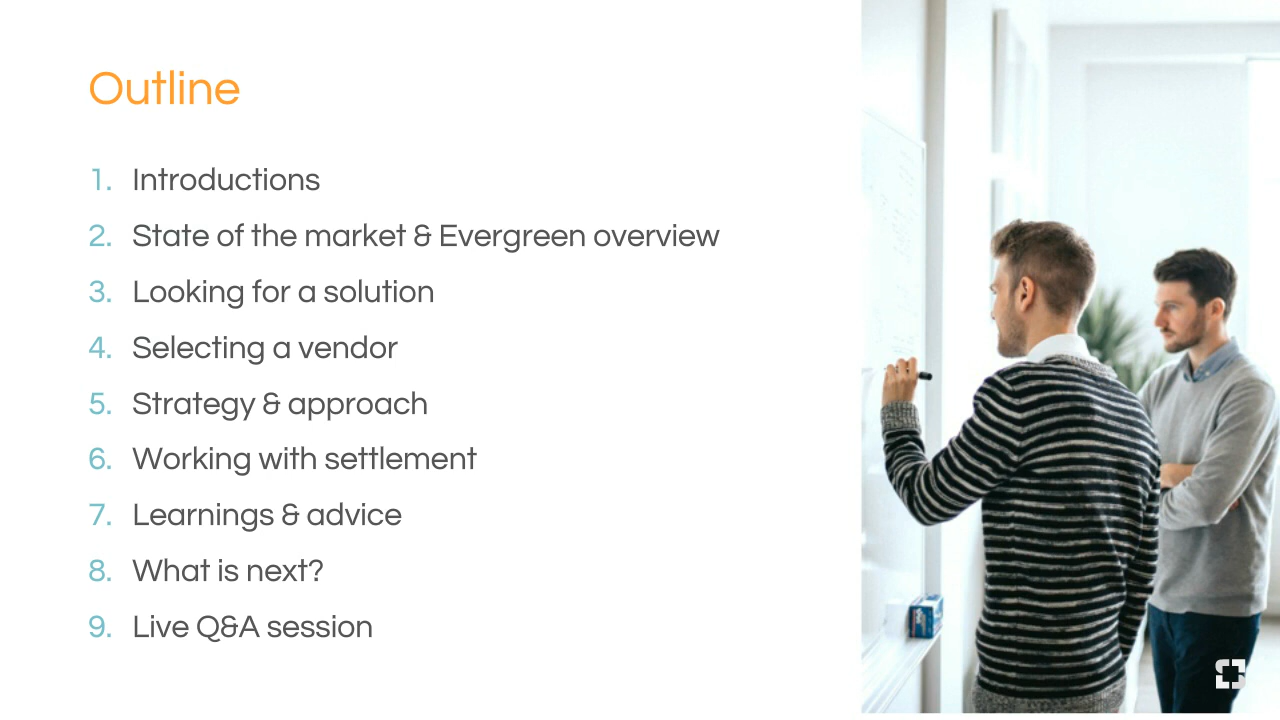 Outline
1. Introductions
2. State of the market & Evergreen overview
3. Looking for a solution
4. Selecting a vendor
5. Strategy & approach
6. Working with settlement
7. Learnings & advice
8. What is next?
9. Live Q&A session